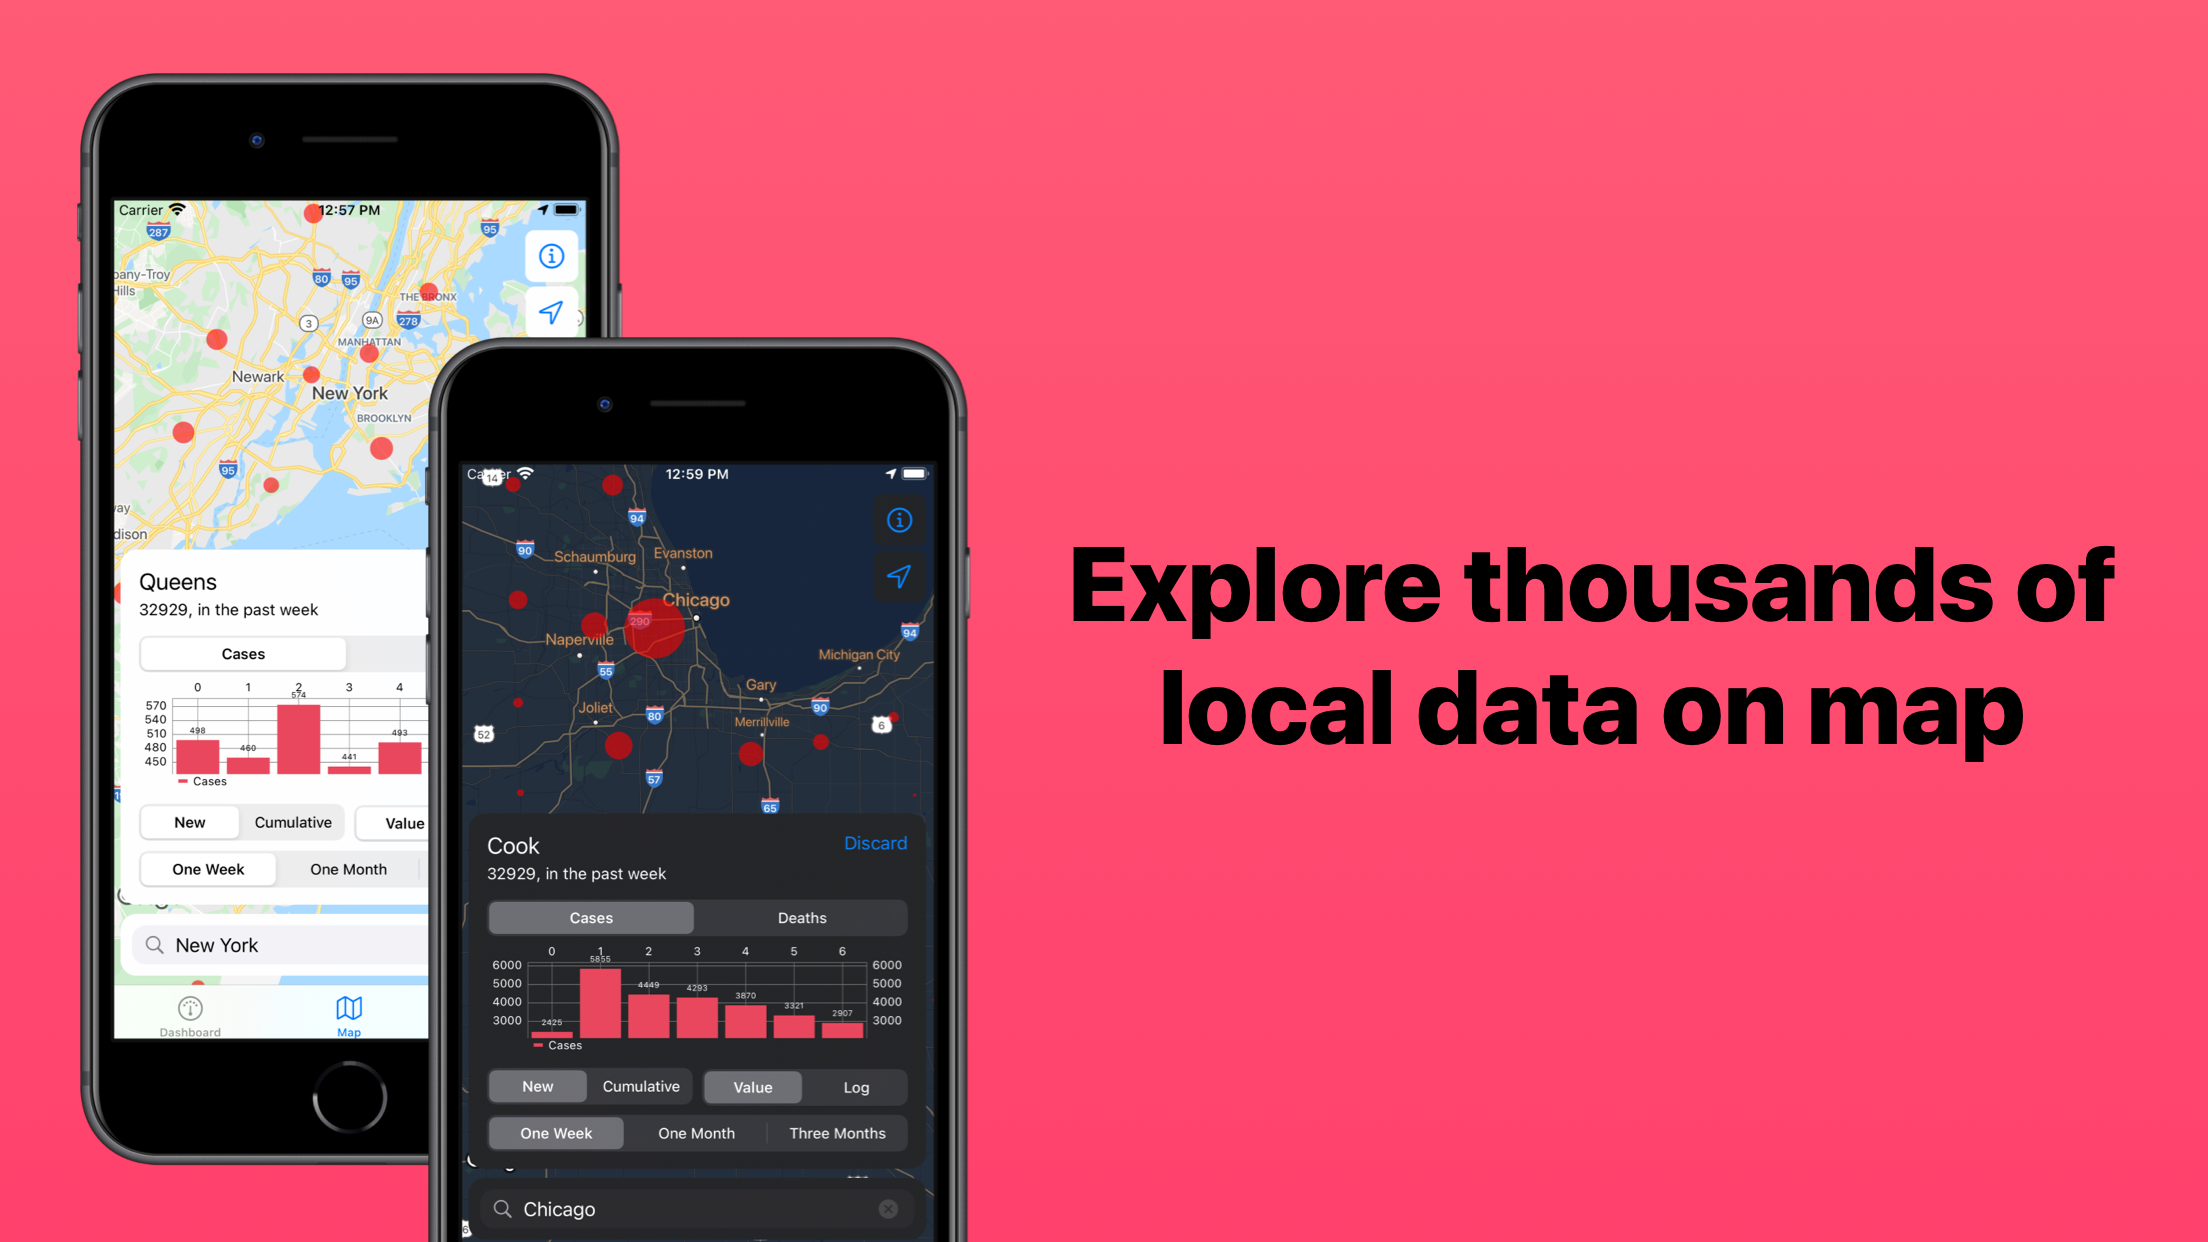 Carrier
12:57 PM
287
95
pany-Troy
Hills
80
95
THE BRONX
3
9A
278
MANHATTAN
Newark
New York
BROOKLYN
95
way
dison
Queens
32929, in the past week
Cases
0 1 2 3 4
574
570
540
510
480
450
498
460
441
493
Cases
New Cumulative Value
One Week One Month
New York
Dashboard
Map
12:59 PM
14
94
90
Schaumburg
Evanston
Chicago
290
94
Naperville
Michigan City
55
Gary
Joliet
80
90
Merrillville
6
52
57
65
Cook
Discard
32929, in the past week
Cases Deaths
0 1 2 3 4 5 6
5855
6000 6000
5000 5000
4000 4000
3000 3000
2425
4449
4293
3870
3321
2907
Cases
New Cumulative Value Log
One Week One Month Three Months
Chicago
Explore thousands of
local data on map